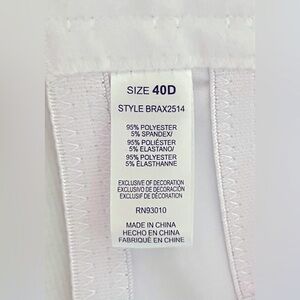 SIZE 40D
STYLE BRAX2514
95% POLYESTER
5% SPANDEX/
95% POLIÉSTER
5% ELASTANO/
95% POLYESTER
5% ÉLASTHANNE
EXCLUSIVE OF DECORATION
EXCLUSIVO DE DECORACIÓN
EXCLUSIF DE DÉCORATION
RN93010
MADE IN CHINA
HECHO EN CHINA
FABRIQUÉ EN CHINE